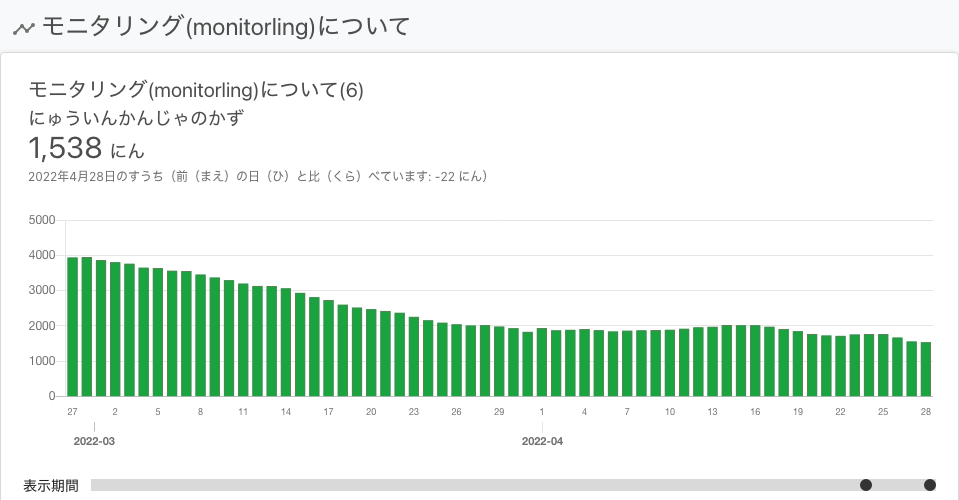 モニタリング(monitorling)について
モニタリング(monitorling)について(6)
にゅういんかんじゃのかず
1,538 にん
2022年4月28日のすうち（前（まえ）の日（ひ）と比（くら）べています: -22 にん）
5000
4000
3000
2000
1000
0
27 2 5 8 11 14 17 20 23 26 29 1 4 7 10 13 16 19 22 25 28
2022-03 2022-04
表示期間